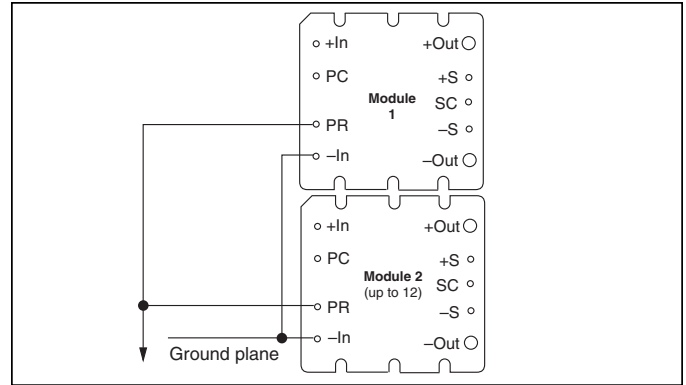 +In +Out
PC +S
Module
1
SC
PR –S
–In –Out
+In +Out
PC +S
Module 2
(up to 12)
SC
PR –S
–In –Out
Ground plane